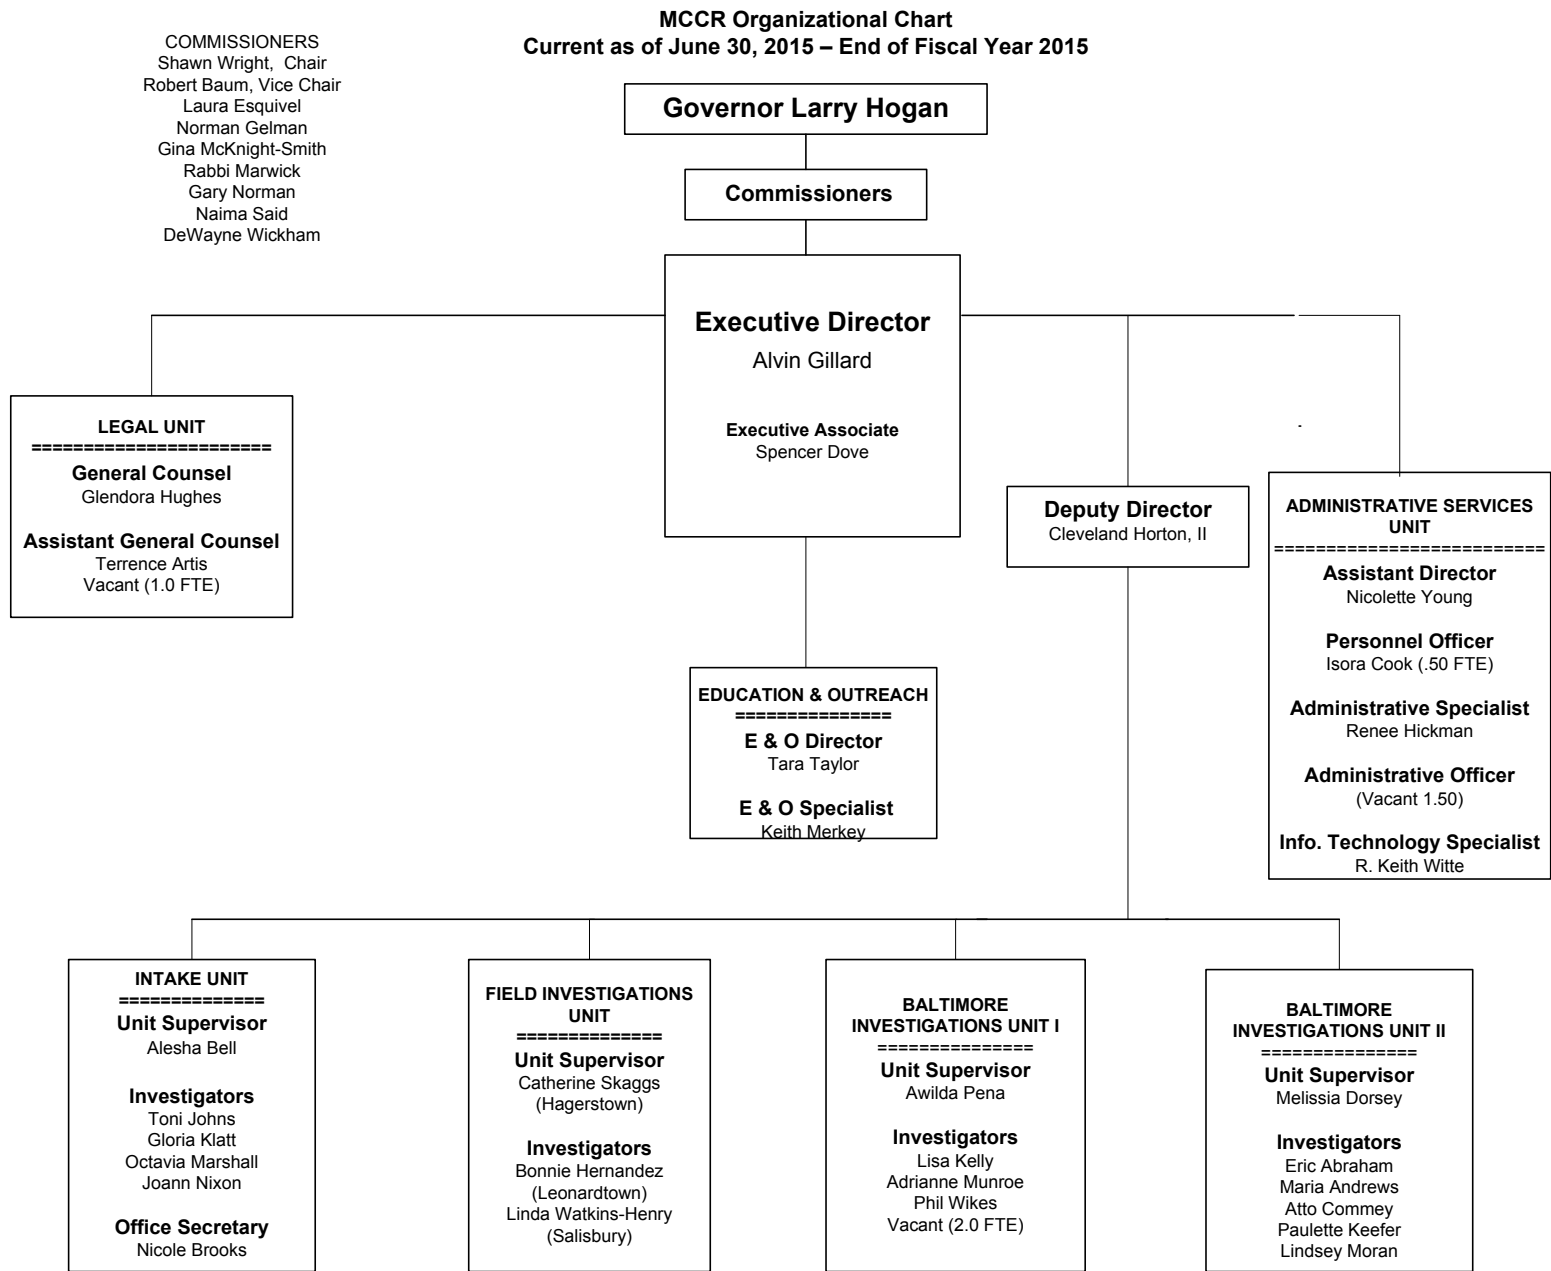 MCCR Organizational Chart
Current as of June 30, 2015 – End of Fiscal Year 2015
COMMISSIONERS
Shawn Wright, Chair
Robert Baum, Vice Chair
Laura Esquivel
Norman Gelman
Gina McKnight-Smith
Rabbi Marwick
Gary Norman
Naima Said
DeWayne Wickham
Governor Larry Hogan
Commissioners
Executive Director
Alvin Gillard
Executive Associate
Spencer Dove
LEGAL UNIT
=======================
General Counsel
Glendora Hughes
Assistant General Counsel
Terrence Artis
Vacant (1.0 FTE)
Deputy Director
Cleveland Horton, II
ADMINISTRATIVE SERVICES
UNIT
==========================
Assistant Director
Nicolette Young
Personnel Officer
Isora Cook (.50 FTE)
Administrative Specialist
Renee Hickman
Administrative Officer
(Vacant 1.50)
Info. Technology Specialist
R. Keith Witte
EDUCATION & OUTREACH
===============
E & O Director
Tara Taylor
E & O Specialist
Keith Merkey
INTAKE UNIT
==============
Unit Supervisor
Alesha Bell
Investigators
Toni Johns
Gloria Klatt
Octavia Marshall
Joann Nixon
Office Secretary
Nicole Brooks
FIELD INVESTIGATIONS
UNIT
==============
Unit Supervisor
Catherine Skaggs
(Hagerstown)
Investigators
Bonnie Hernandez
(Leonardtown)
Linda Watkins-Henry
(Salisbury)
BALTIMORE
INVESTIGATIONS UNIT I
===============
Unit Supervisor
Awilda Pena
Investigators
Lisa Kelly
Adrianne Munroe
Phil Wikes
Vacant (2.0 FTE)
BALTIMORE
INVESTIGATIONS UNIT II
===============
Unit Supervisor
Melissia Dorsey
Investigators
Eric Abraham
Maria Andrews
Atto Commey
Paulette Keefer
Lindsey Moran